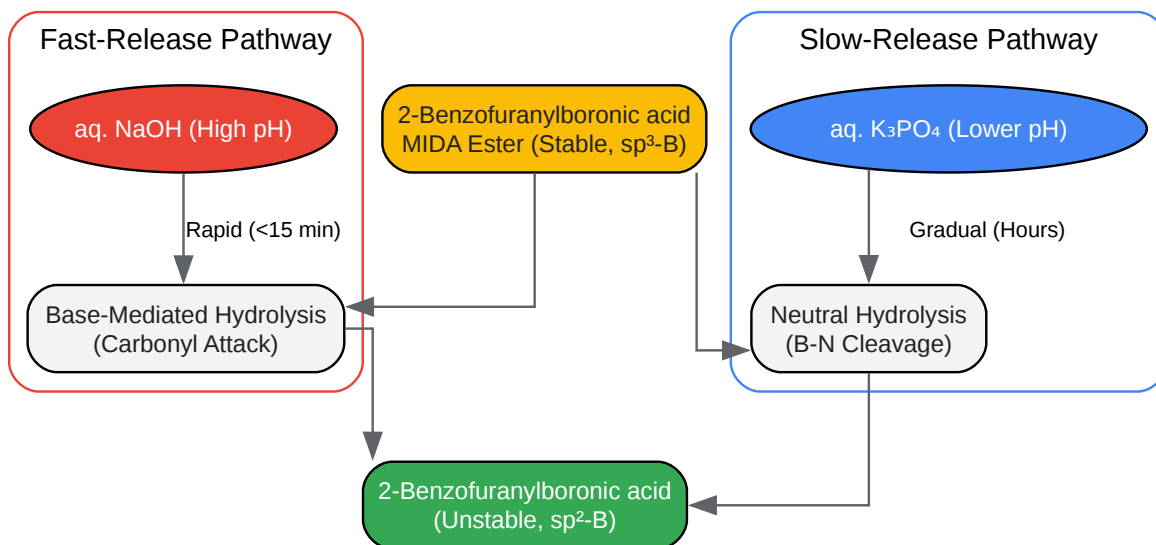 Fast-Release Pathway
Slow-Release Pathway
aq. NaOH (High pH)
2-Benzofuranylboronic acid
MIDA Ester (Stable, sp³-B)
aq. K₃PO₄ (Lower pH)
Rapid (<15 min)
Gradual (Hours)
Base-Mediated Hydrolysis
(Carbonyl Attack)
Neutral Hydrolysis
(B-N Cleavage)
2-Benzofuranylboronic acid
(Unstable, sp²-B)